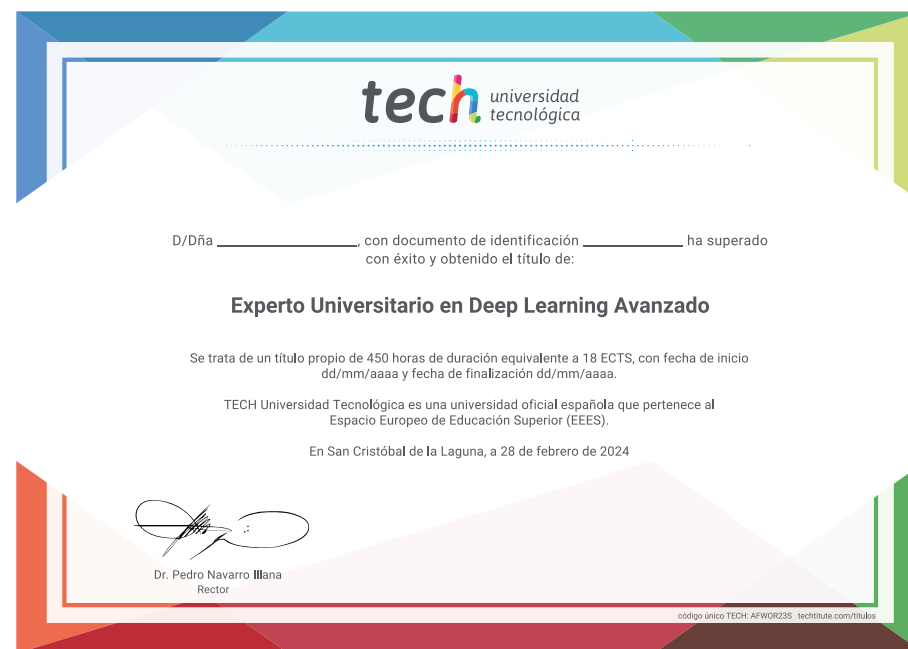 tech universidad
tecnológica
D/Dña ____________________, con documento de identificación ______________ ha superado
con éxito y obtenido el título de:
Experto Universitario en Deep Learning Avanzado
Se trata de un título propio de 450 horas de duración equivalente a 18 ECTS, con fecha de inicio
dd/mm/aaaa y fecha de finalización dd/mm/aaaa.
TECH Universidad Tecnológica es una universidad oficial española que pertenece al
Espacio Europeo de Educación Superior (EEES).
En San Cristóbal de la Laguna, a 28 de febrero de 2024
Dr. Pedro Navarro Illana
Rector
código único TECH: AFWOR23S techtitute.com/titulos